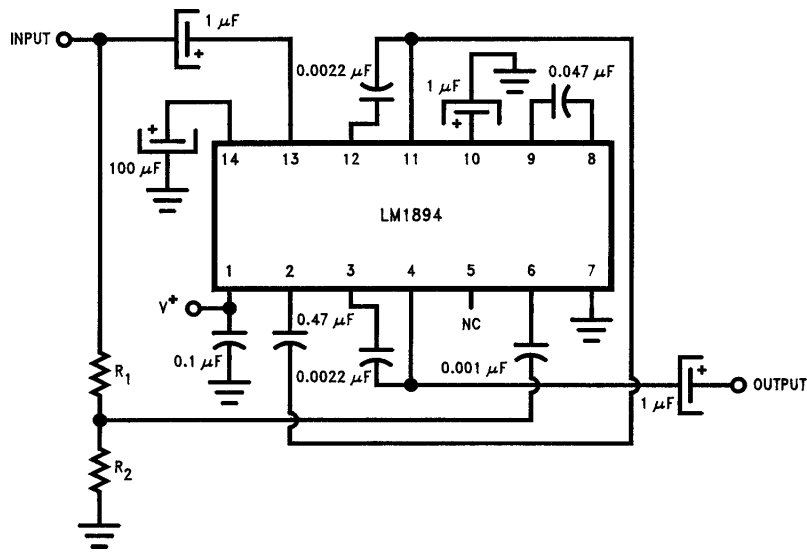 INPUT
1 μF
+
0.0022 μF
1 μF
+
0.047 μF
+
100 μF
14 13 12 11 10 9 8
LM1894
1 2 3 4 5 6 7
V+
0.1 μF
0.47 μF
0.0022 μF
NC
0.001 μF
1 μF
+
OUTPUT
R1
R2